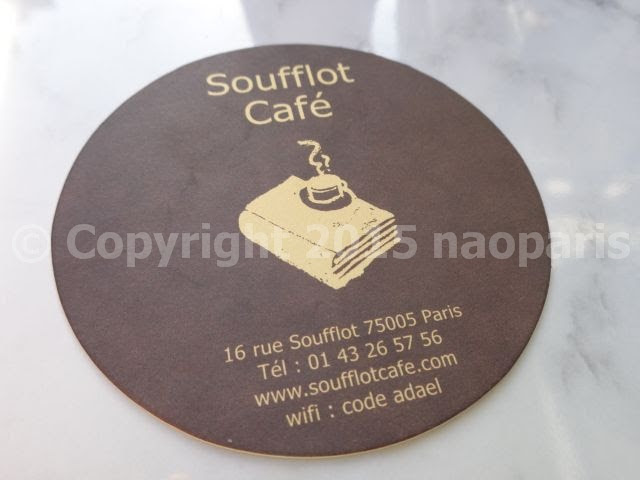 Soufflot
Café
© Copyright 2015 naoparis
16 rue Soufflot 75005 Paris
Tél : 01 43 26 57 56
www.soufflotcafe.com
wifi : code adael